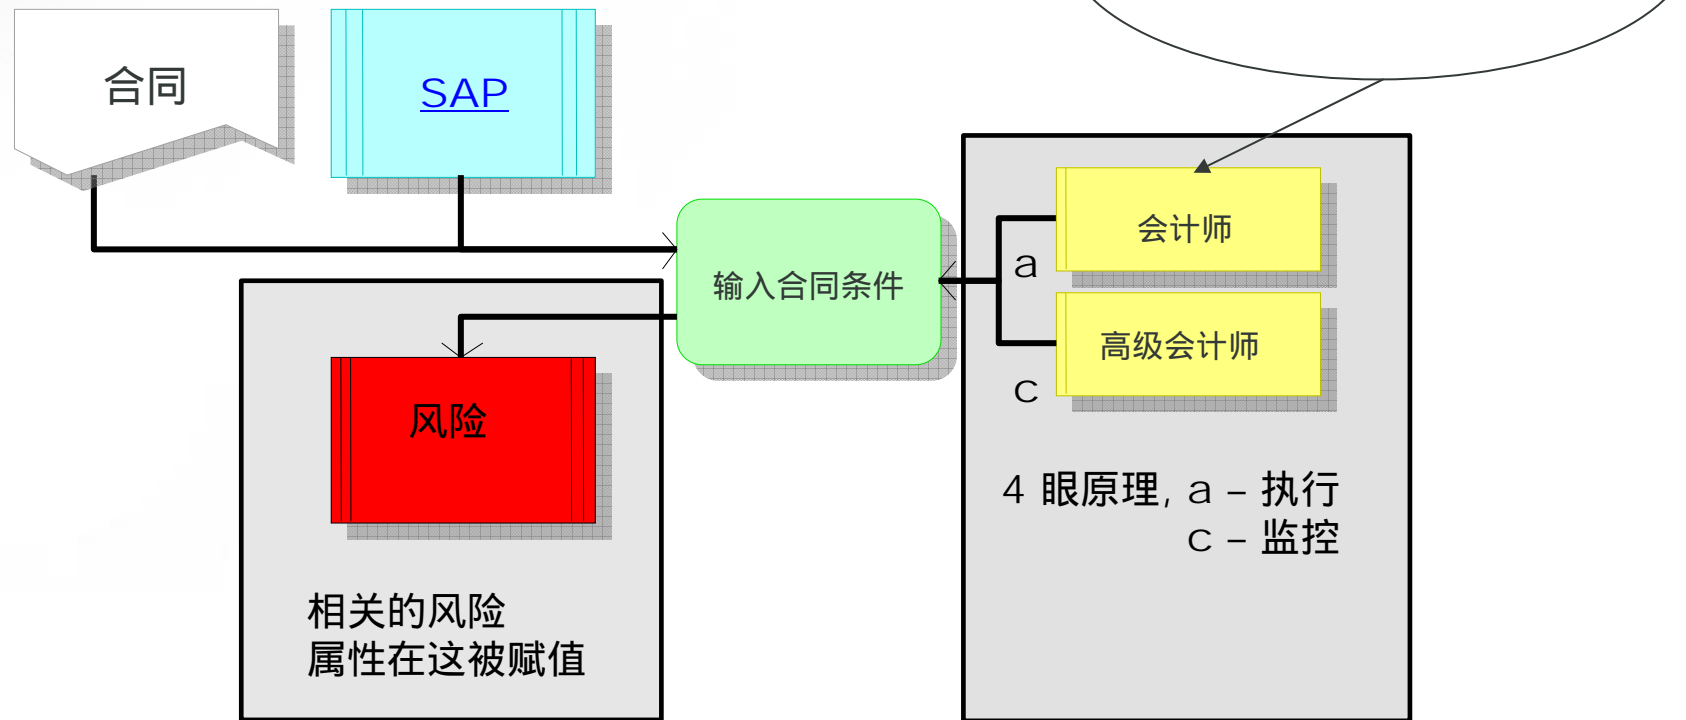 合同
SAP
输入合同条件
会计师
a
高级会计师
c
风险
4 眼原理, a – 执行
c – 监控
相关的风险
属性在这被赋值